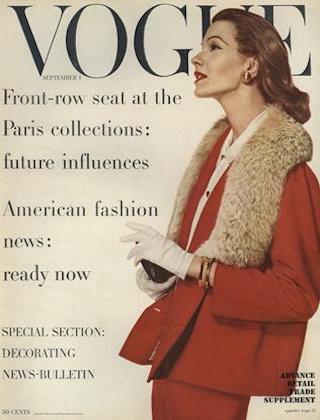 VOGUE
SEPTEMBER 1
Front-row seat at the
Paris collections:
future influences
American fashion
news:
ready now
SPECIAL SECTION:
DECORATING
NEWS-BULLETIN
50 CENTS
ADVANCE
RETAIL
TRADE
SUPPLEMENT